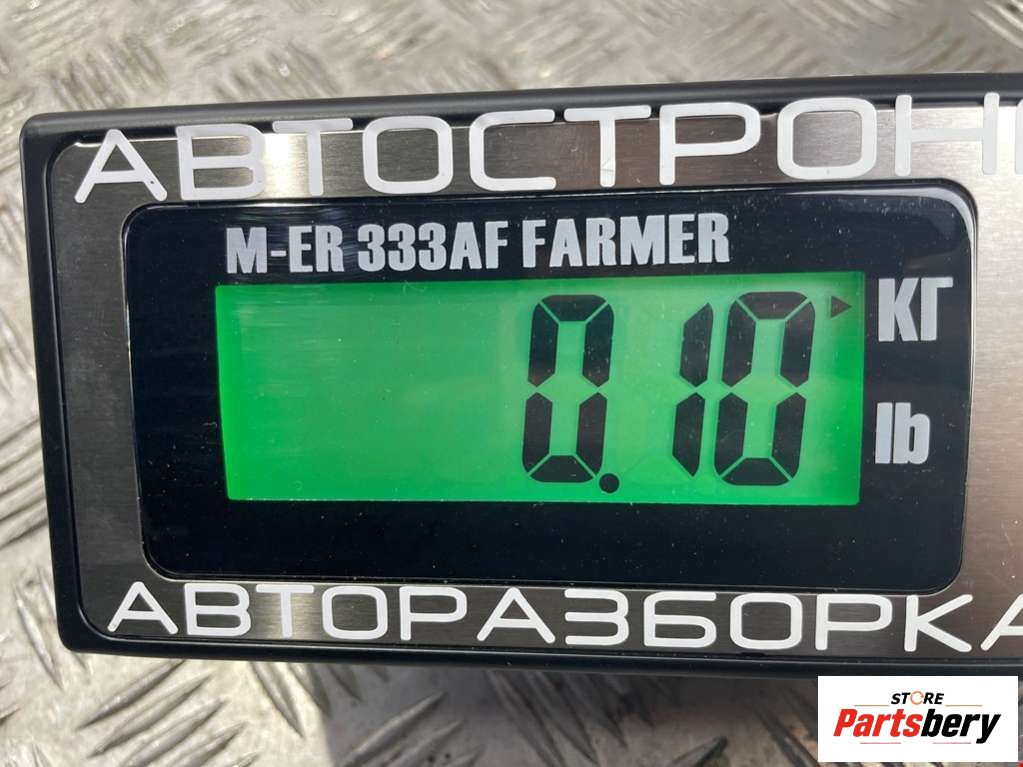 АВТОСТРОН
M-ER 333AF FARMER
0.10
КГ
lb
АВТОРАЗБОРКА
STORE
Partsbery